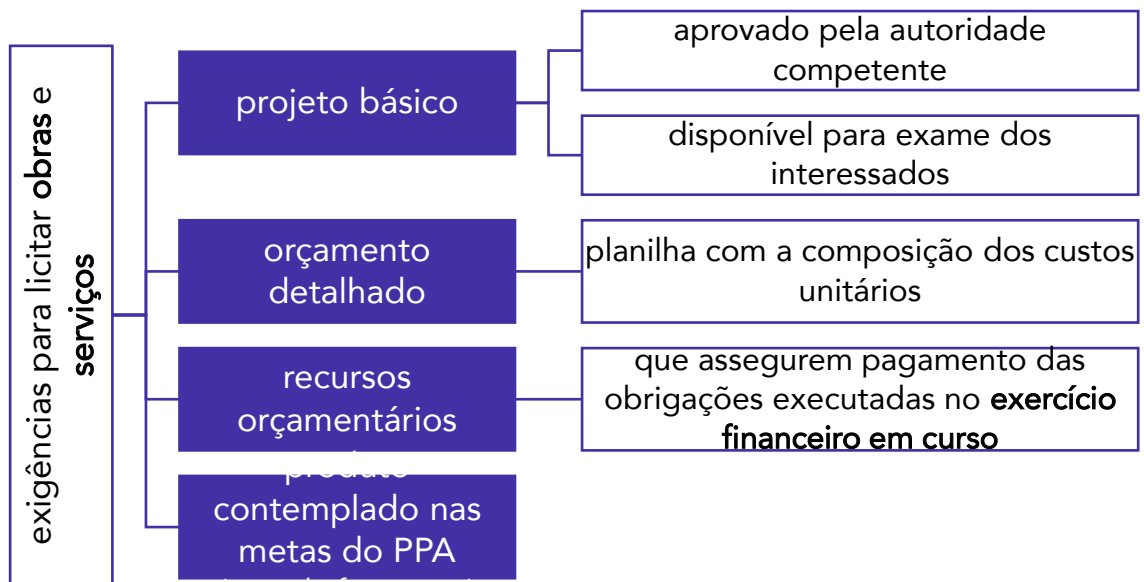 exigências para licitar obras e
serviços
projeto básico
aprovado pela autoridade
competente
disponível para exame dos
interessados
orçamento
detalhado
planilha com a composição dos custos
unitários
recursos
orçamentários
que assegurem pagamento das
obrigações executadas no exercício
financeiro em curso
produto
contemplado nas
metas do PPA